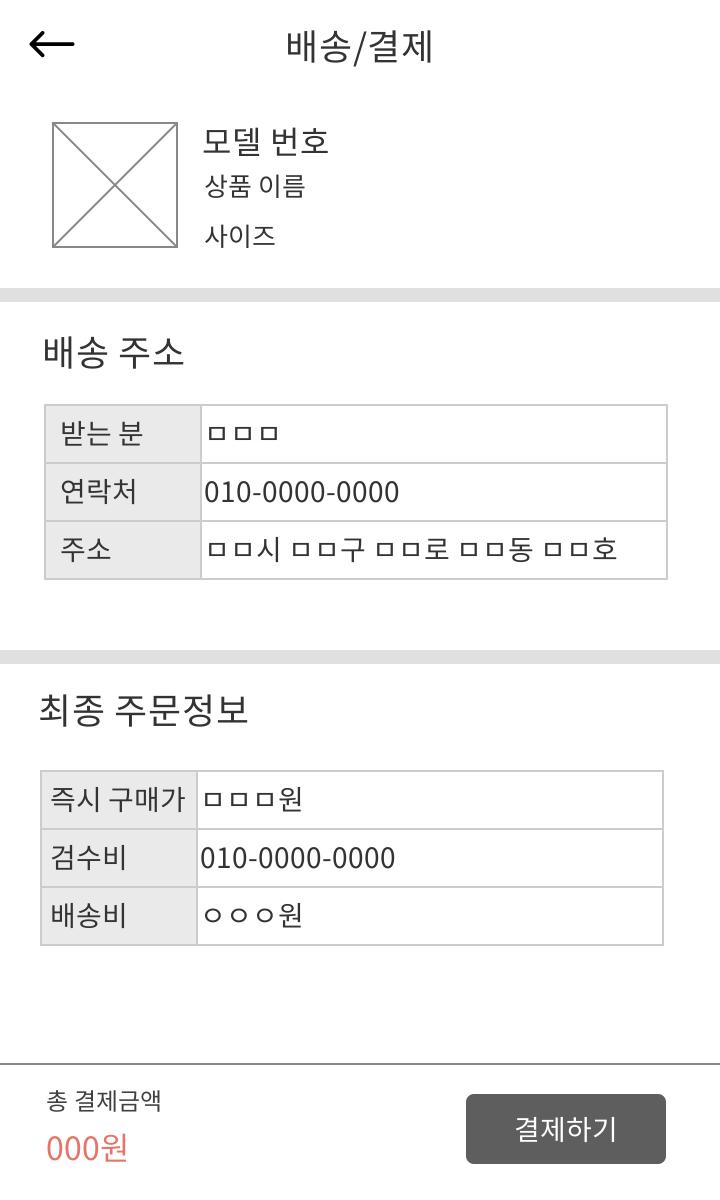 배송/결제
모델 번호
상품 이름
사이즈
배송 주소
받는 분 ㅁㅁㅁ
연락처 010-0000-0000
주소 ㅁㅁ시 ㅁㅁ구 ㅁㅁ로 ㅁㅁ동 ㅁㅁ호
최종 주문정보
즉시 구매가 ㅁㅁㅁ원
검수비 010-0000-0000
배송비 ㅇㅇㅇ원
총 결제금액
000원
결제하기